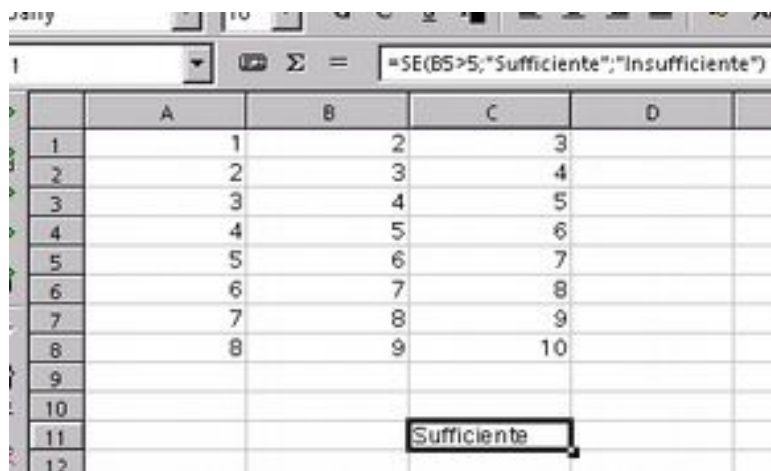 1 Σ = =SE(B5>5;"Sufficiente";"Insufficiente")
A B C D
1 1 2 3
2 2 3 4
3 3 4 5
4 4 5 6
5 5 6 7
6 6 7 8
7 7 8 9
8 8 9 10
9
10
11 Sufficiente
12